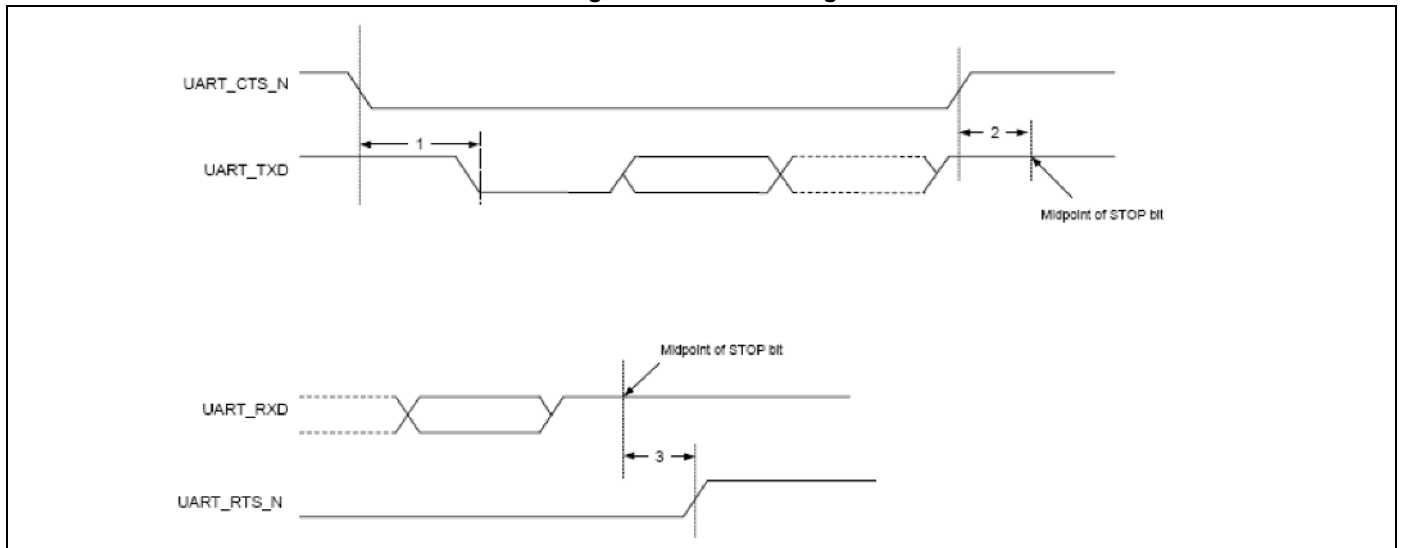 UART_CTS_N
1
2
UART_TXD
Midpoint of STOP bit
Midpoint of STOP bit
UART_RXD
3
UART_RTS_N